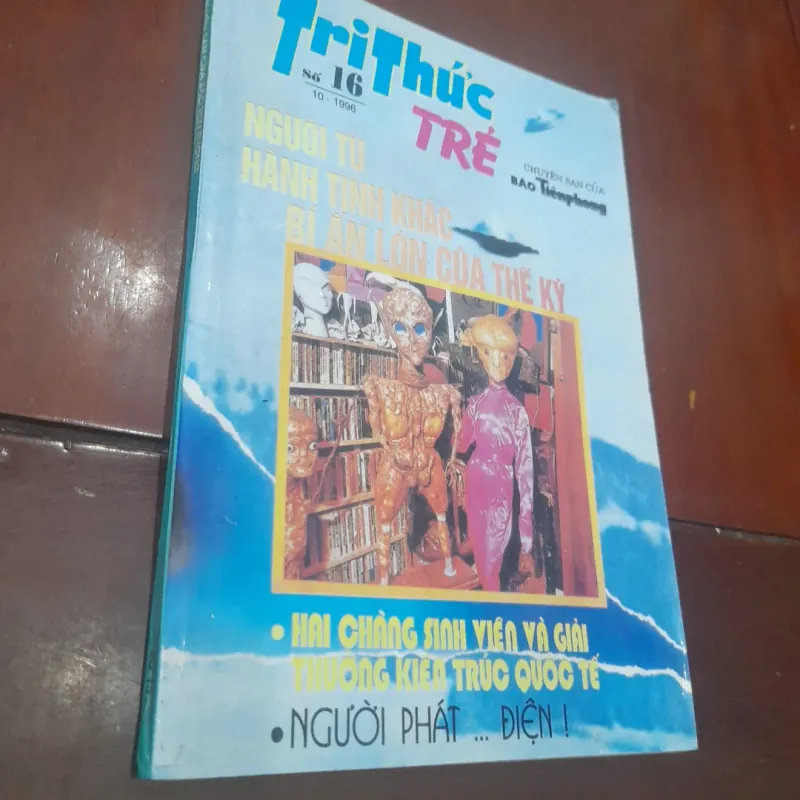 Tri Thức
TRẺ
Số 16
10 - 1996
CHUYÊN SAN CỦA
BÁO Tiền phong
NGƯỜI TỪ
HÀNH TINH KHÁC
BÍ ẨN LỚN CỦA THẾ KỶ
• HAI CHÀNG SINH VIÊN VÀ GIẢI
THƯỞNG KIẾN TRÚC QUỐC TẾ
• NGƯỜI PHÁT ... ĐIỆN !